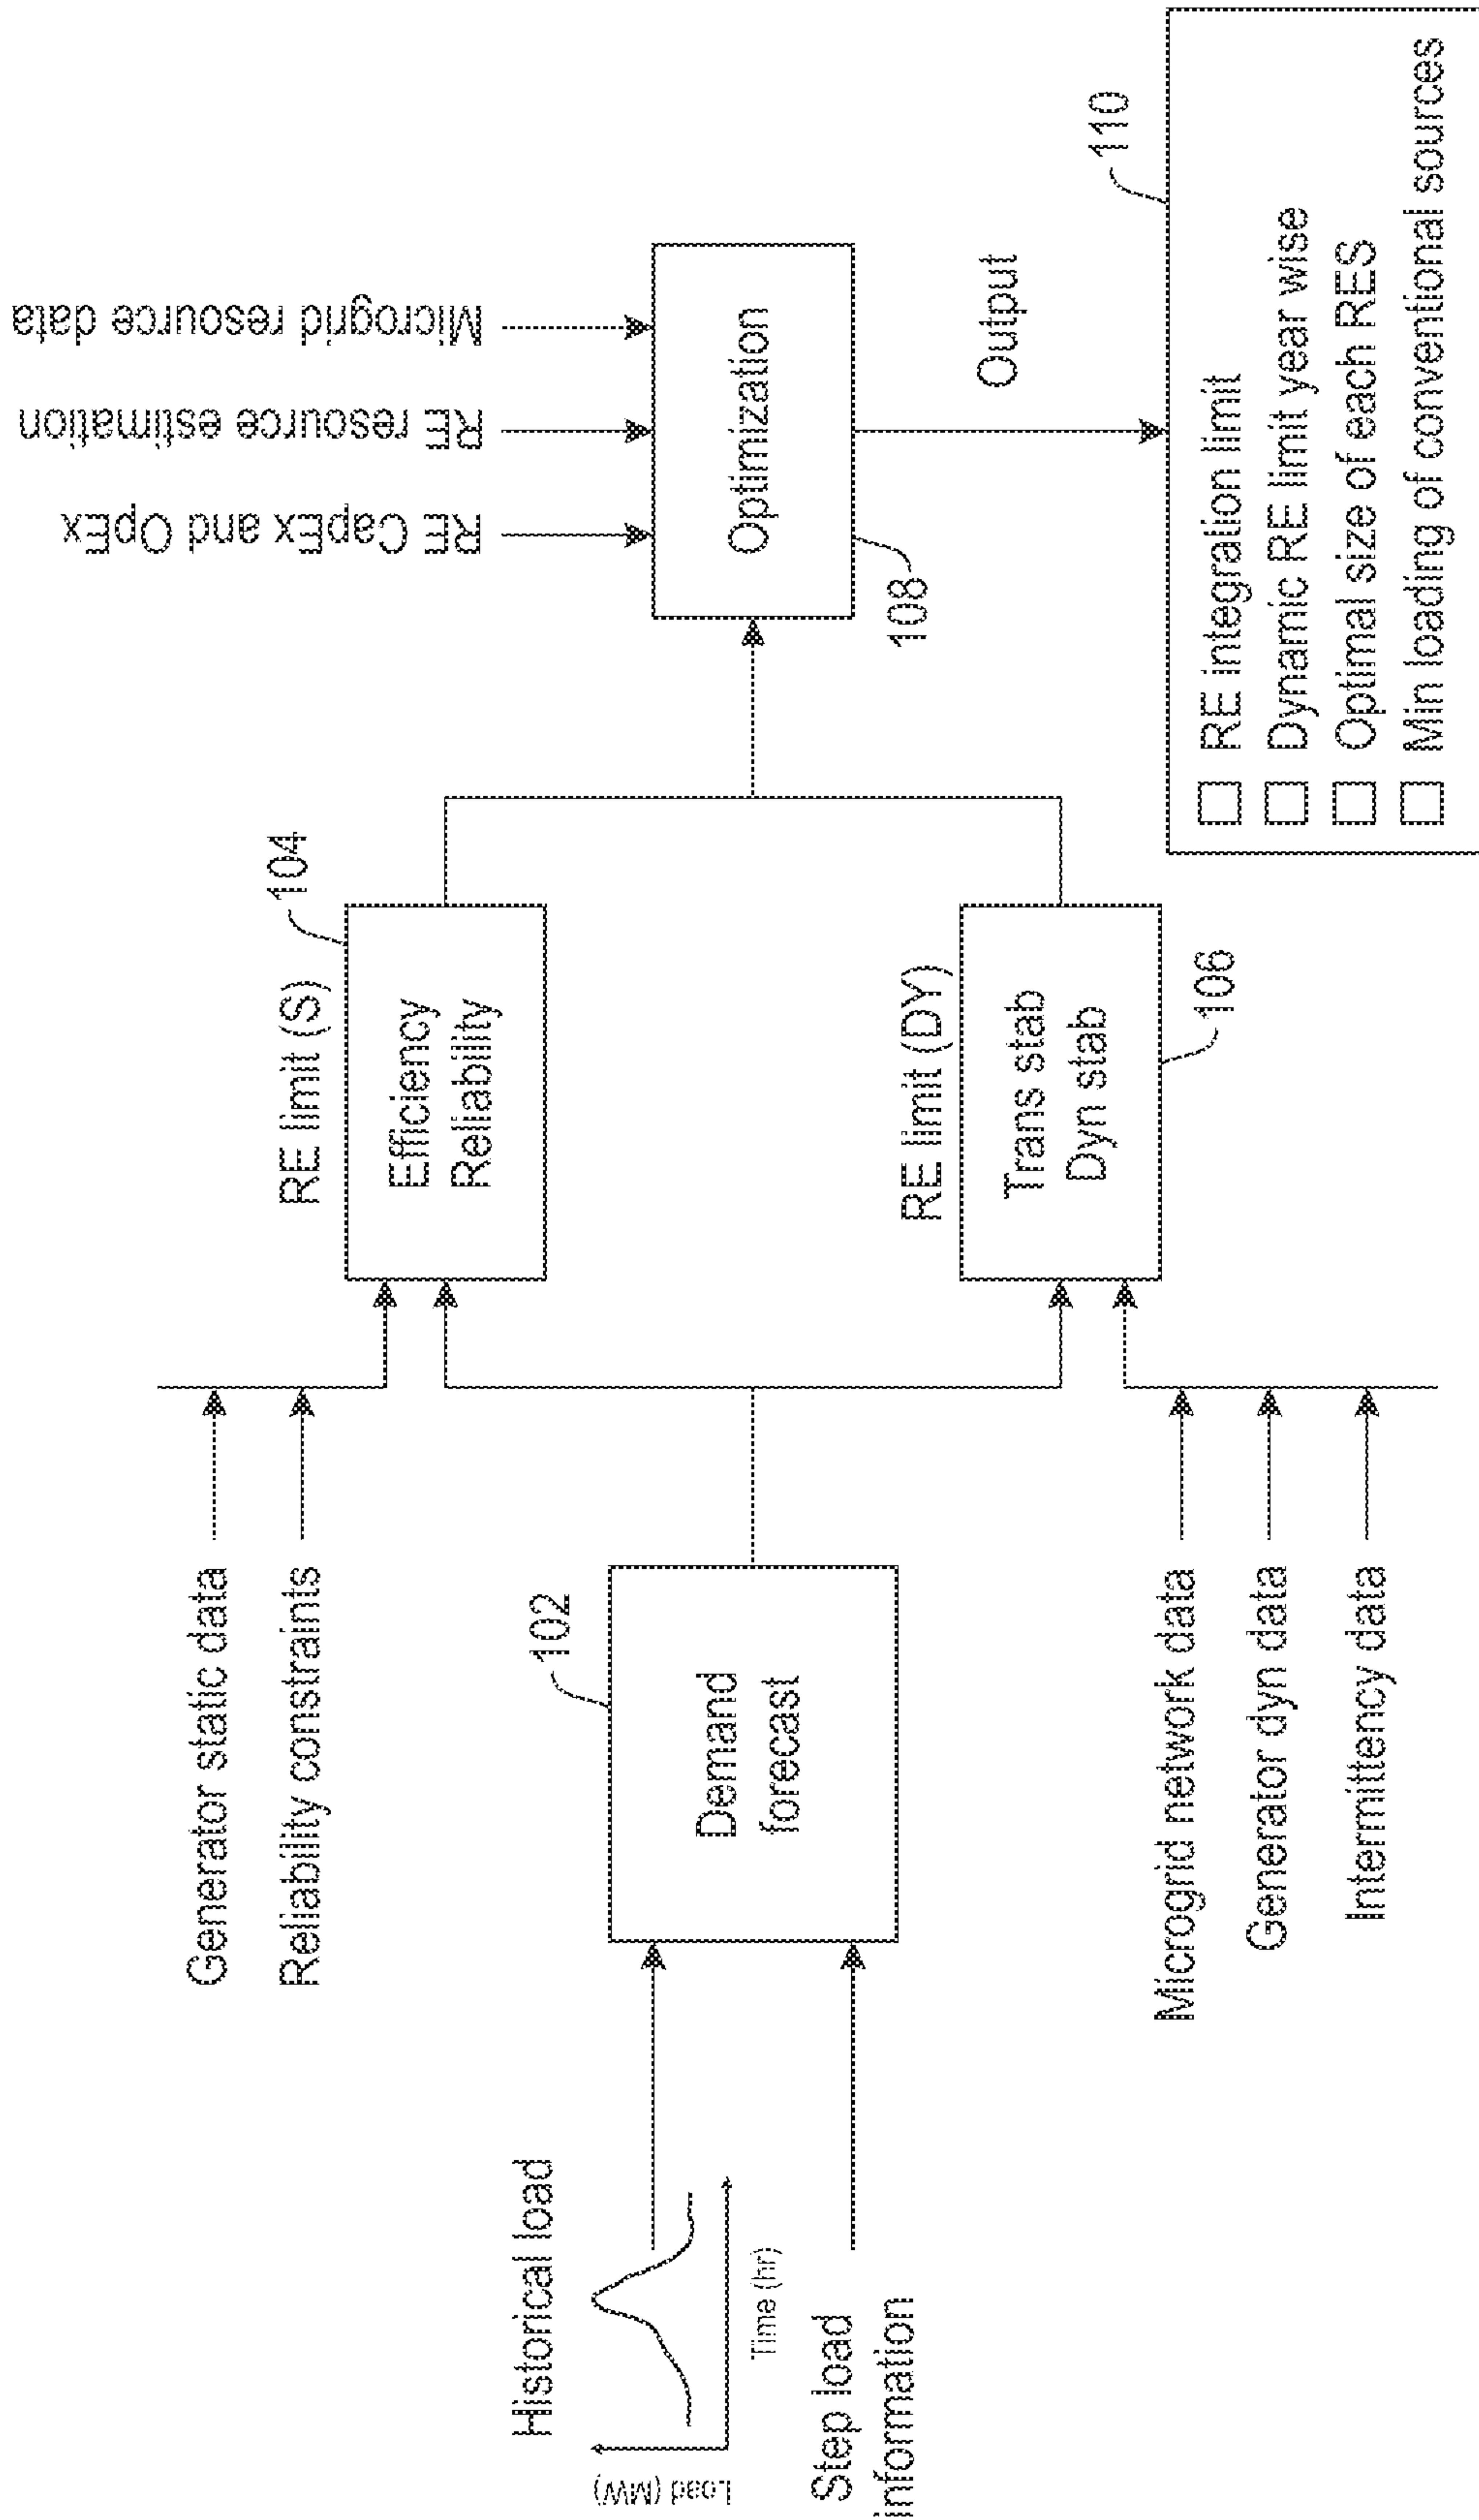 Historical load
Load (MW)
Time (hr)
Step load
information
102
Demand
forecast
Generator static data
Reliability constraints
Microgrid network data
Generator dyn data
Intermittency data
RE limit (S)
104
Efficiency
Reliability
RE limit (DY)
Trans stab
Dyn stab
106
RE CapEx and OpEx
RE resource estimation
Microgrid resource data
Optimization
108
Output
110
RE integration limit
Dynamic RE limit year wise
Optimal size of each RES
Min loading of conventional sources